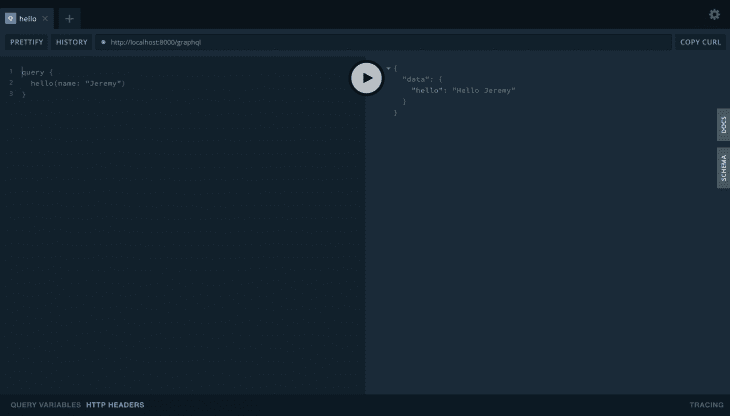 hello
PRETTIFY
HISTORY
http://localhost:8000/graphql
COPY CURL
1 query {
2 hello(name: "Jeremy")
3 }
{
"data": {
"hello": "Hello Jeremy"
}
}
DOCS
SCHEMA
QUERY VARIABLES
HTTP HEADERS
TRACING